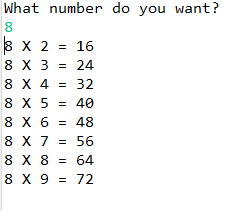 What number do you want?
8
8 X 2 = 16
8 X 3 = 24
8 X 4 = 32
8 X 5 = 40
8 X 6 = 48
8 X 7 = 56
8 X 8 = 64
8 X 9 = 72